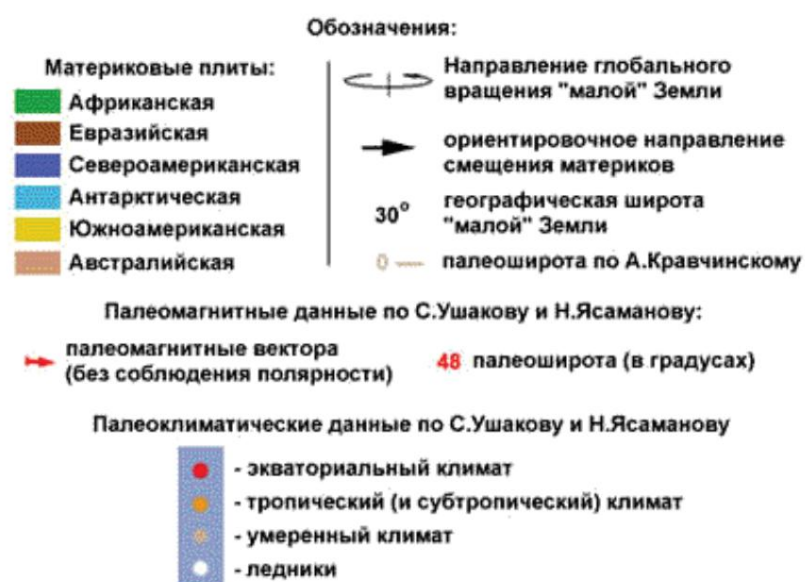 Обозначения:
Материковые плиты:
Африканская
Евразийская
Североамериканская
Антарктическая
Южноамериканская
Австралийская
Направление глобального
вращения "малой" Земли
ориентировочное направление
смещения материков
30° географическая широта
"малой" Земли
0 палеоширота по А.Кравчинскому
Палеомагнитные данные по С.Ушакову и Н.Ясаманову:
палеомагнитные вектора
(без соблюдения полярности)
48 палеоширота (в градусах)
Палеоклиматические данные по С.Ушакову и Н.Ясаманову
- экваториальный климат
- тропический (и субтропический) климат
- умеренный климат
- ледники